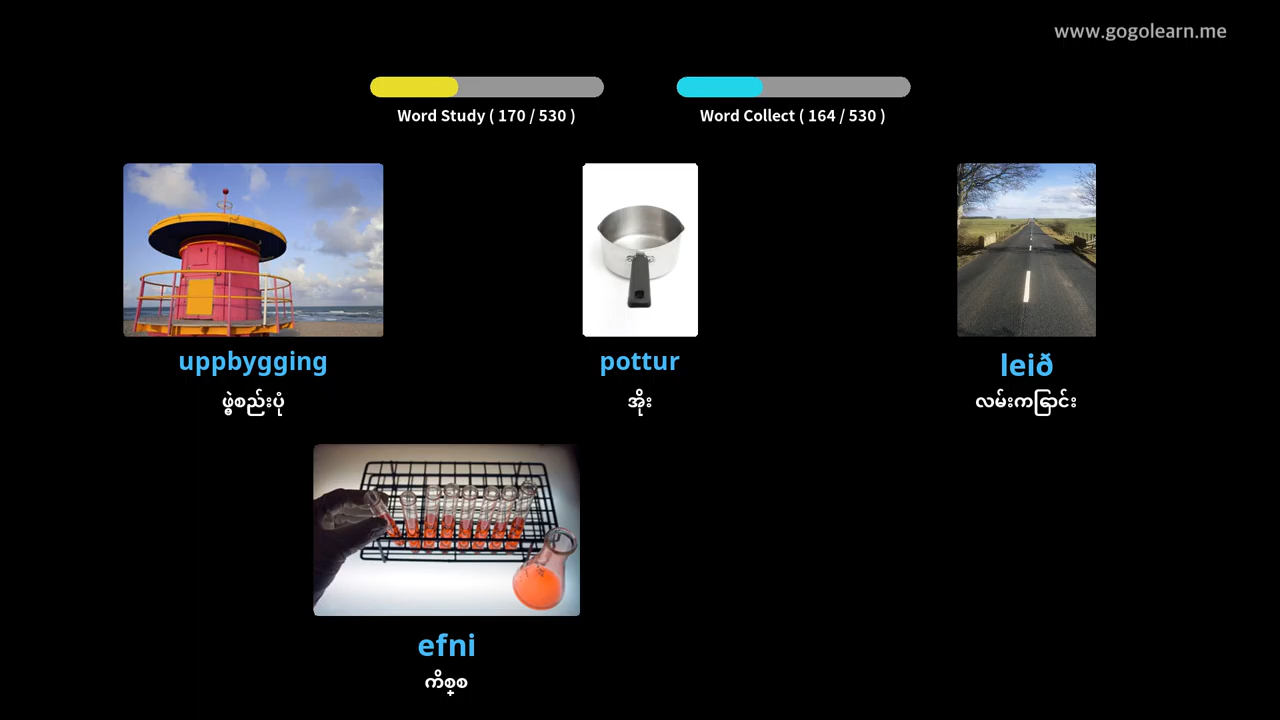 www.gogolearn.me
Word Study ( 170 / 530 )
Word Collect ( 164 / 530 )
uppbygging
pottur
leið
ဖွဲ့စည်းပုံ
အိုး
လမ်းကြောင်း
efni
ကိစ္စ